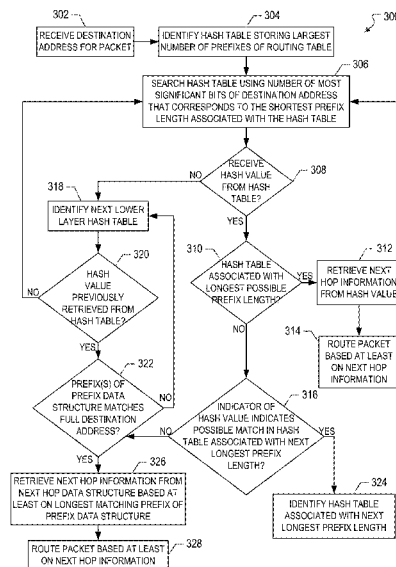 302
RECEIVE DESTINATION
ADDRESS FOR PACKET
304
IDENTIFY HASH TABLE STORING LARGEST
NUMBER OF PREFIXES OF ROUTING TABLE
306
SEARCH HASH TABLE USING NUMBER OF MOST
SIGNIFICANT BITS OF DESTINATION ADDRESS
THAT CORRESPONDS TO THE SHORTEST PREFIX
LENGTH ASSOCIATED WITH THE HASH TABLE
308
RECEIVE
HASH VALUE
FROM HASH
TABLE?
NO
YES
318
IDENTIFY NEXT LOWER
LAYER HASH TABLE
310
HASH TABLE
ASSOCIATED WITH
LONGEST POSSIBLE
PREFIX LENGTH?
YES
NO
312
RETRIEVE NEXT
HOP INFORMATION
FROM HASH VALUE
320
HASH
VALUE
PREVIOUSLY
RETRIEVED FROM
HASH TABLE?
NO
YES
314
ROUTE PACKET
BASED AT LEAST
ON NEXT HOP
INFORMATION
322
PREFIX(S) OF
PREFIX DATA
STRUCTURE MATCHES
FULL DESTINATION
ADDRESS?
NO
YES
316
INDICATOR OF
HASH VALUE INDICATES
POSSIBLE MATCH IN HASH
TABLE ASSOCIATED WITH NEXT
LONGEST PREFIX
LENGTH?
NO
YES
326
RETRIEVE NEXT HOP INFORMATION FROM
NEXT HOP DATA STRUCTURE BASED AT
LEAST ON LONGEST MATCHING PREFIX OF
PREFIX DATA STRUCTURE
324
IDENTIFY HASH TABLE
ASSOCIATED WITH
NEXT LONGEST
PREFIX LENGTH
328
ROUTE PACKET BASED AT LEAST
ON NEXT HOP INFORMATION